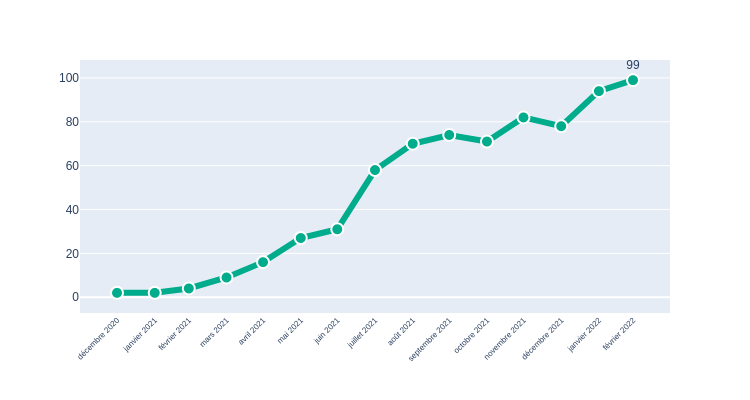 99
100
80
60
40
20
0
décembre 2020
janvier 2021
février 2021
mars 2021
avril 2021
mai 2021
juin 2021
juillet 2021
août 2021
septembre 2021
octobre 2021
novembre 2021
décembre 2021
janvier 2022
février 2022